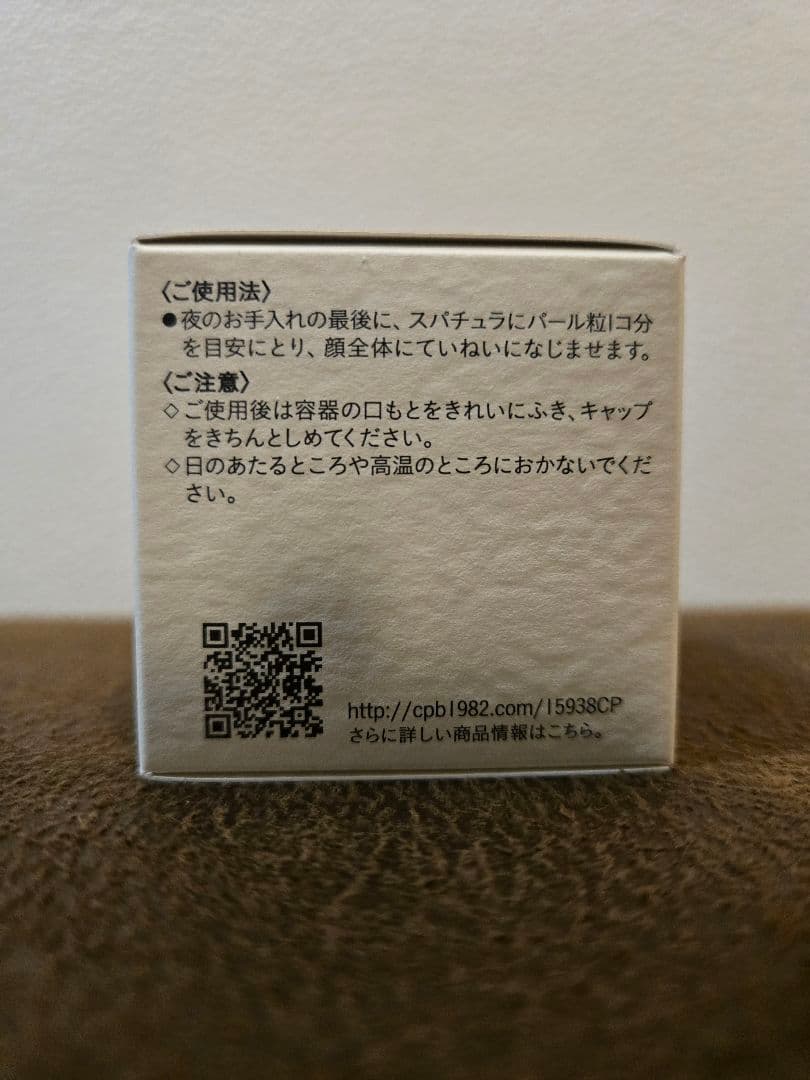 〈ご使用法〉
●夜のお手入れの最後に、スパチュラにパール粒1コ分
を目安にとり、顔全体にていねいになじませます。
〈ご注意〉
◇ご使用後は容器の口もとをきれいにふき、キャップ
をきちんとしめてください。
◇日のあたるところや高温のところにおかないでくだ
さい。
http://cpb1982.com/15938CP
さらに詳しい商品情報はこちら。